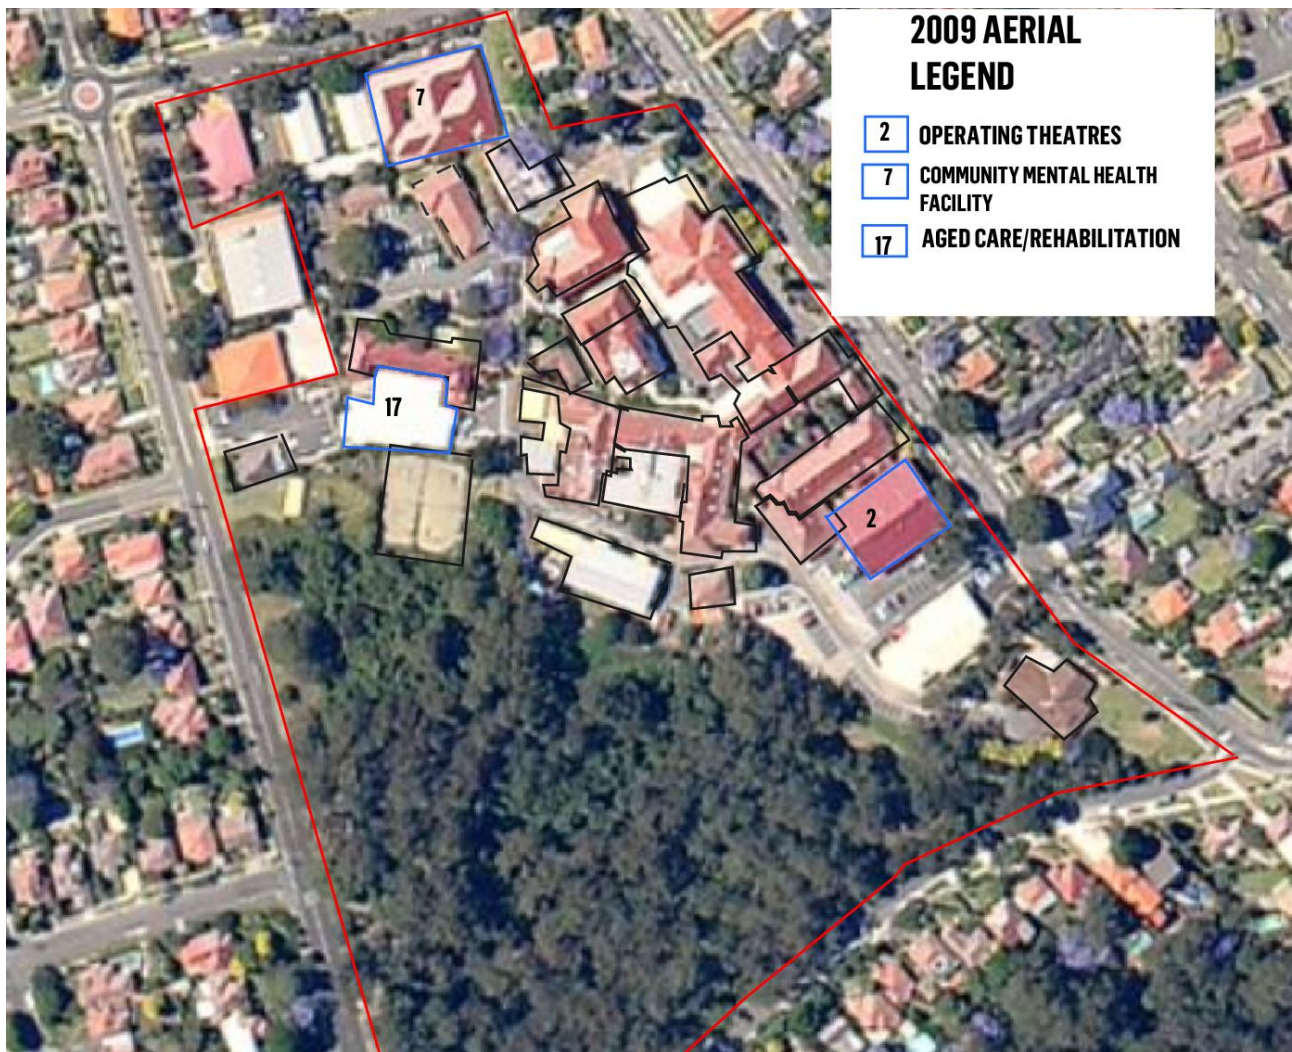 2009 AERIAL
LEGEND
2 OPERATING THEATRES
7 COMMUNITY MENTAL HEALTH
FACILITY
17 AGED CARE/REHABILITATION
7
17
2